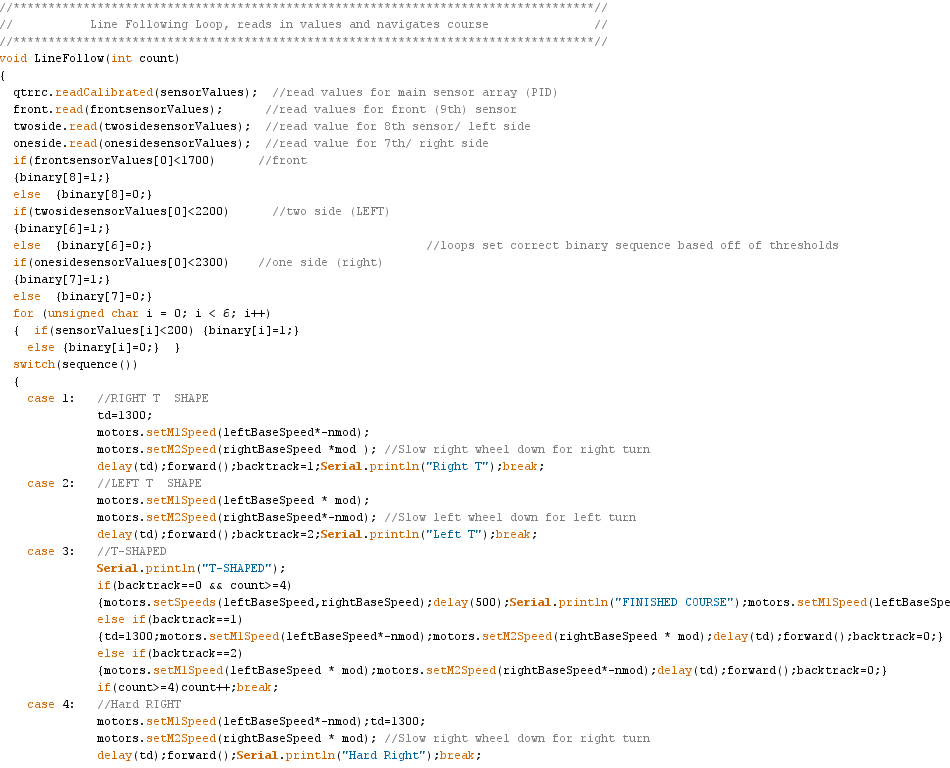 //***********************************************************************************//
//           Line Following Loop, reads in values and navigates course               //
//***********************************************************************************//
void LineFollow(int count)
{
  qtrrc.readCalibrated(sensorValues);  //read values for main sensor array (PID)
  front.read(frontsensorValues);      //read values for front (9th) sensor
  twoside.read(twosidesensorValues);  //read value for 8th sensor/ left side
  oneside.read(onesidesensorValues);  //read value for 7th/ right side
  if(frontsensorValues[0]<1700)      //front
  {binary[8]=1;}
  else  {binary[8]=0;}
  if(twosidesensorValues[0]<2200)      //two side (LEFT)
  {binary[6]=1;}
  else  {binary[6]=0;}                                       //loops set correct binary sequence based off of thresholds
  if(onesidesensorValues[0]<2300)    //one side (right)
  {binary[7]=1;}
  else  {binary[7]=0;}
  for (unsigned char i = 0; i < 6; i++)
  {  if(sensorValues[i]<200) {binary[i]=1;}
    else {binary[i]=0;}  }
  switch(sequence())
  {
    case 1:   //RIGHT T  SHAPE
              td=1300;
              motors.setM1Speed(leftBaseSpeed*-nmod);
              motors.setM2Speed(rightBaseSpeed *mod ); //Slow right wheel down for right turn
              delay(td);forward();backtrack=1;Serial.println("Right T");break;
    case 2:   //LEFT T  SHAPE
              motors.setM1Speed(leftBaseSpeed * mod);
              motors.setM2Speed(rightBaseSpeed*-nmod); //Slow left wheel down for left turn
              delay(td);forward();backtrack=2;Serial.println("Left T");break;
    case 3:   //T-SHAPED
              Serial.println("T-SHAPED");
              if(backtrack==0 && count>=4)
              {motors.setSpeeds(leftBaseSpeed,rightBaseSpeed);delay(500);Serial.println("FINISHED COURSE");motors.setM1Speed(leftBaseSpe
              else if(backtrack==1)
              {td=1300;motors.setM1Speed(leftBaseSpeed*-nmod);motors.setM2Speed(rightBaseSpeed * mod);delay(td);forward();backtrack=0;}
              else if(backtrack==2)
              {motors.setM1Speed(leftBaseSpeed * mod);motors.setM2Speed(rightBaseSpeed*-nmod);delay(td);forward();backtrack=0;}
              if(count>=4)count++;break;
    case 4:   //Hard RIGHT
              motors.setM1Speed(leftBaseSpeed*-nmod);td=1300;
              motors.setM2Speed(rightBaseSpeed * mod); //Slow right wheel down for right turn
              delay(td);forward();Serial.println("Hard Right");break;